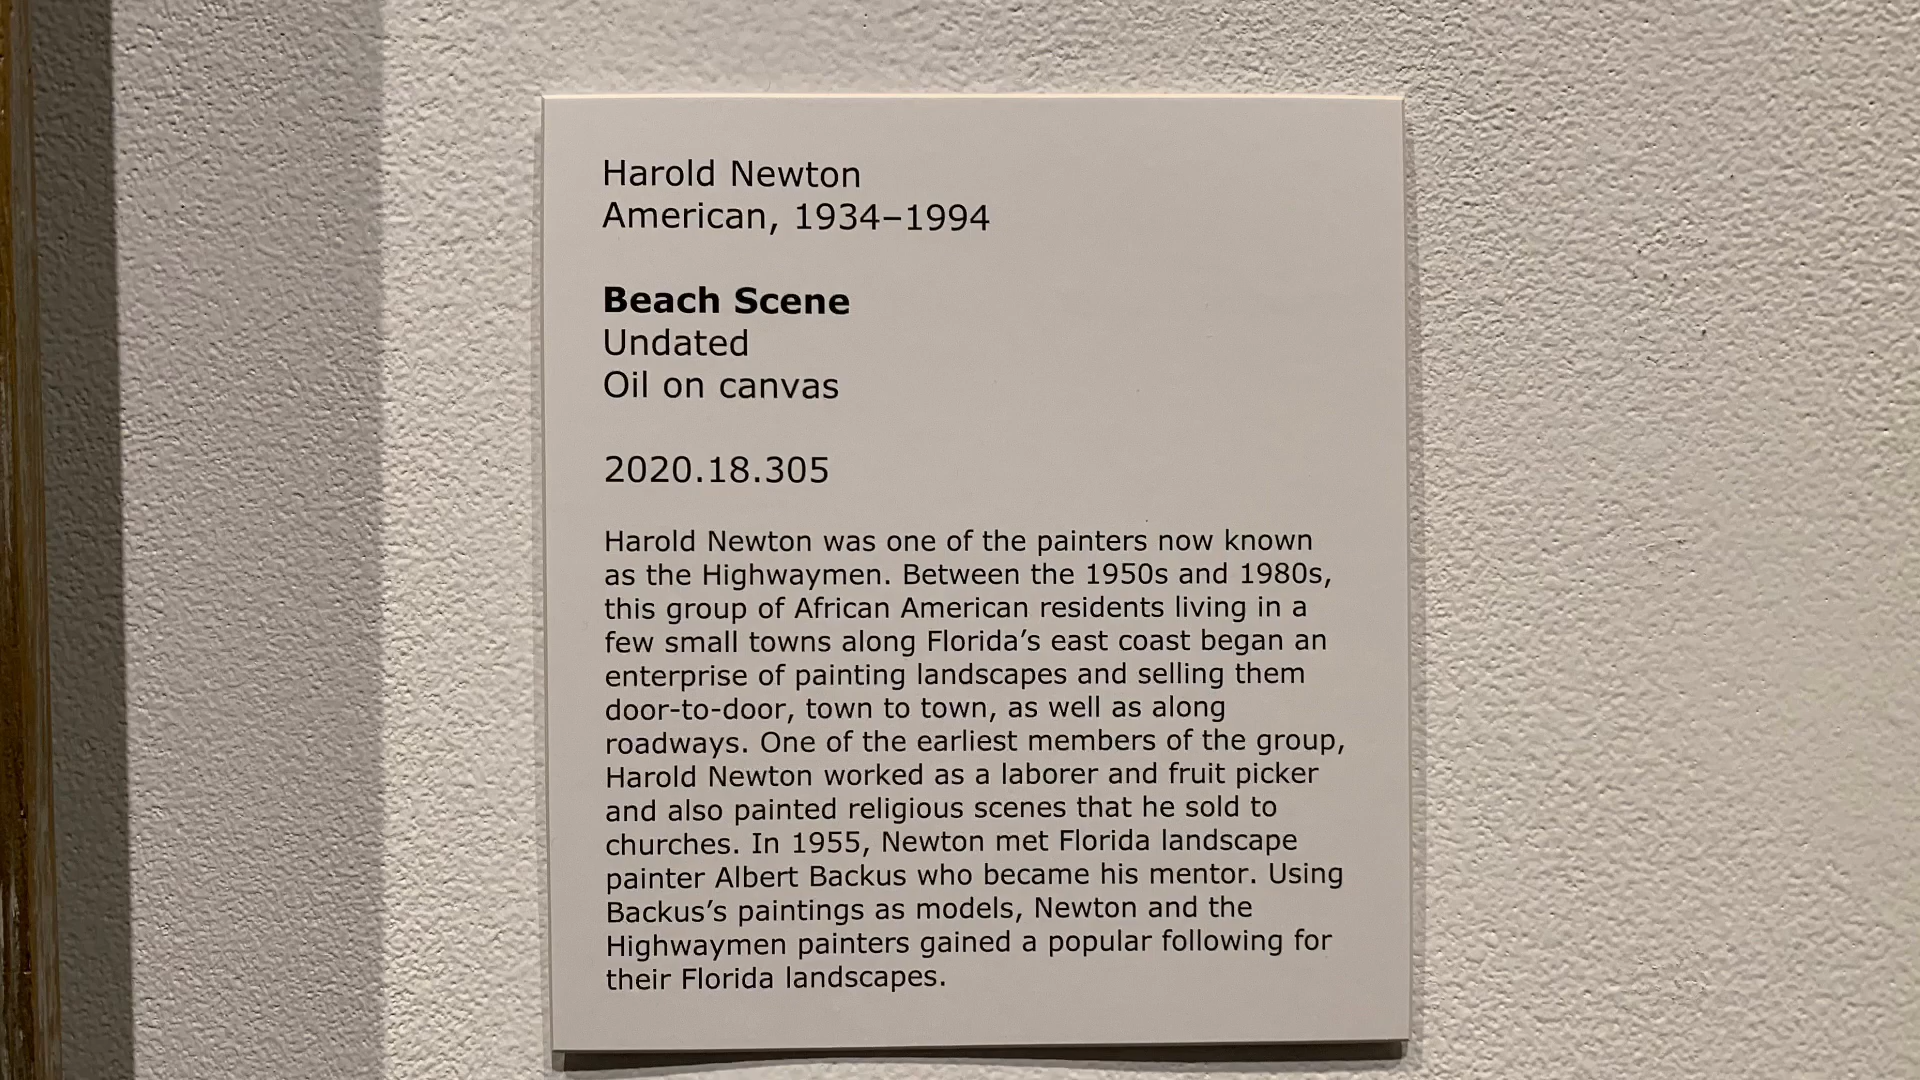 Harold Newton
American, 1934–1994
Beach Scene
Undated
Oil on canvas
2020.18.305
Harold Newton was one of the painters now known
as the Highwaymen. Between the 1950s and 1980s,
this group of African American residents living in a
few small towns along Florida’s east coast began an
enterprise of painting landscapes and selling them
door-to-door, town to town, as well as along
roadways. One of the earliest members of the group,
Harold Newton worked as a laborer and fruit picker
and also painted religious scenes that he sold to
churches. In 1955, Newton met Florida landscape
painter Albert Backus who became his mentor. Using
Backus’s paintings as models, Newton and the
Highwaymen painters gained a popular following for
their Florida landscapes.